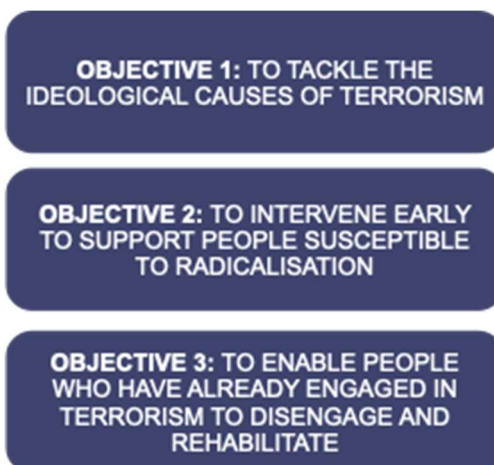 OBJECTIVE 1: TO TACKLE THE
IDEOLOGICAL CAUSES OF TERRORISM
OBJECTIVE 2: TO INTERVENE EARLY
TO SUPPORT PEOPLE SUSCEPTIBLE
TO RADICALISATION
OBJECTIVE 3: TO ENABLE PEOPLE
WHO HAVE ALREADY ENGAGED IN
TERRORISM TO DISENGAGE AND
REHABILITATE